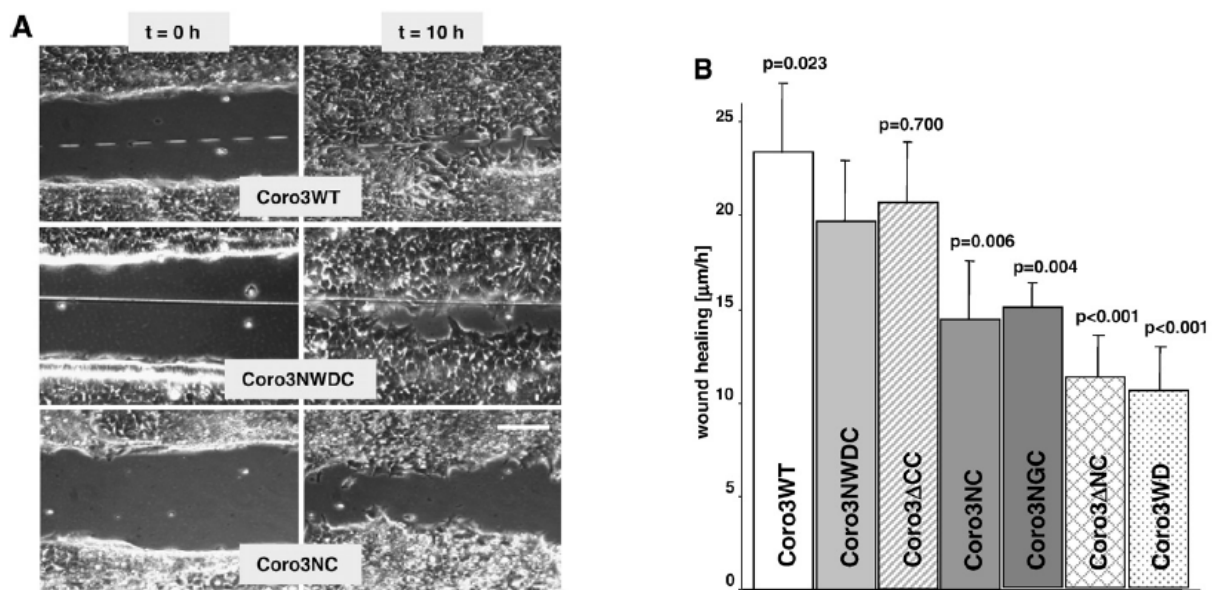 A
t = 0 h
t = 10 h
Coro3WT
Coro3NWDC
Coro3NC
B
p=0.023
p=0.700
p=0.006
p=0.004
p<0.001
p<0.001
wound healing [µm/h]
25
20
15
10
5
0
Coro3WT
Coro3NWDC
Coro3ΔCC
Coro3NC
Coro3NGC
Coro3ΔNC
Coro3WD